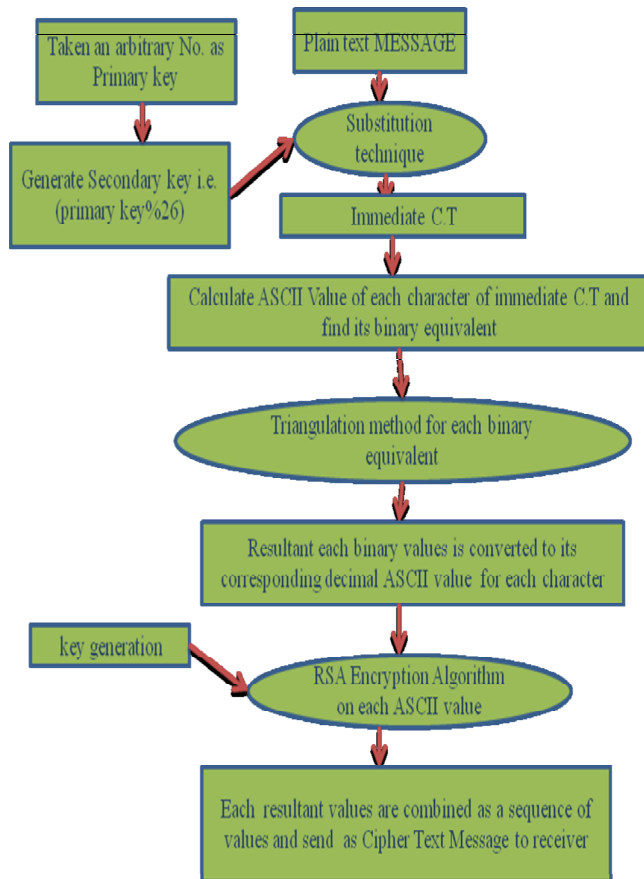 Taken an arbitrary No. as
Primary key
Plain text MESSAGE
Generate Secondary key i.e.
(primary key%26)
Substitution
technique
Immediate C.T
Calculate ASCII Value of each character of immediate C.T and
find its binary equivalent
Triangulation method for each binary
equivalent
Resultant each binary values is converted to its
corresponding decimal ASCII value for each character
key generation
RSA Encryption Algorithm
on each ASCII value
Each resultant values are combined as a sequence of
values and send as Cipher Text Message to receiver